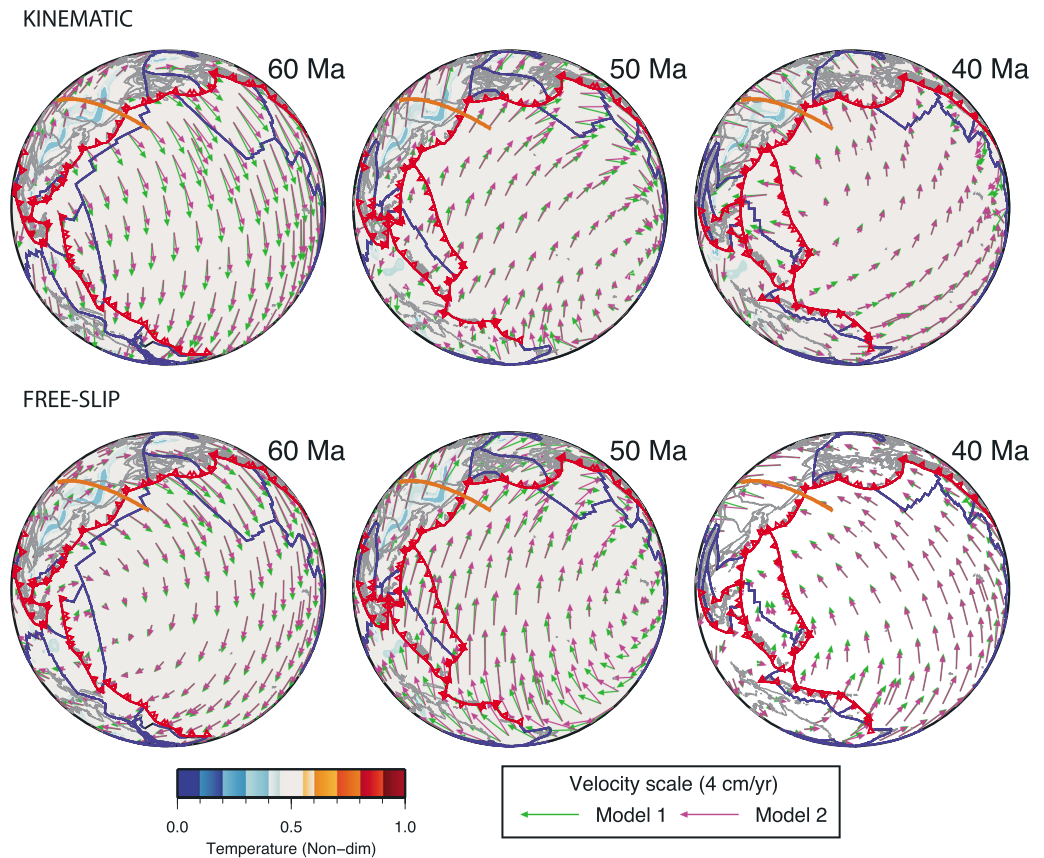 KINEMATIC
60 Ma
50 Ma
40 Ma
FREE-SLIP
60 Ma
50 Ma
40 Ma
0.0
0.5
1.0
Temperature (Non−dim)
Velocity scale (4 cm/yr)
Model 1
Model 2